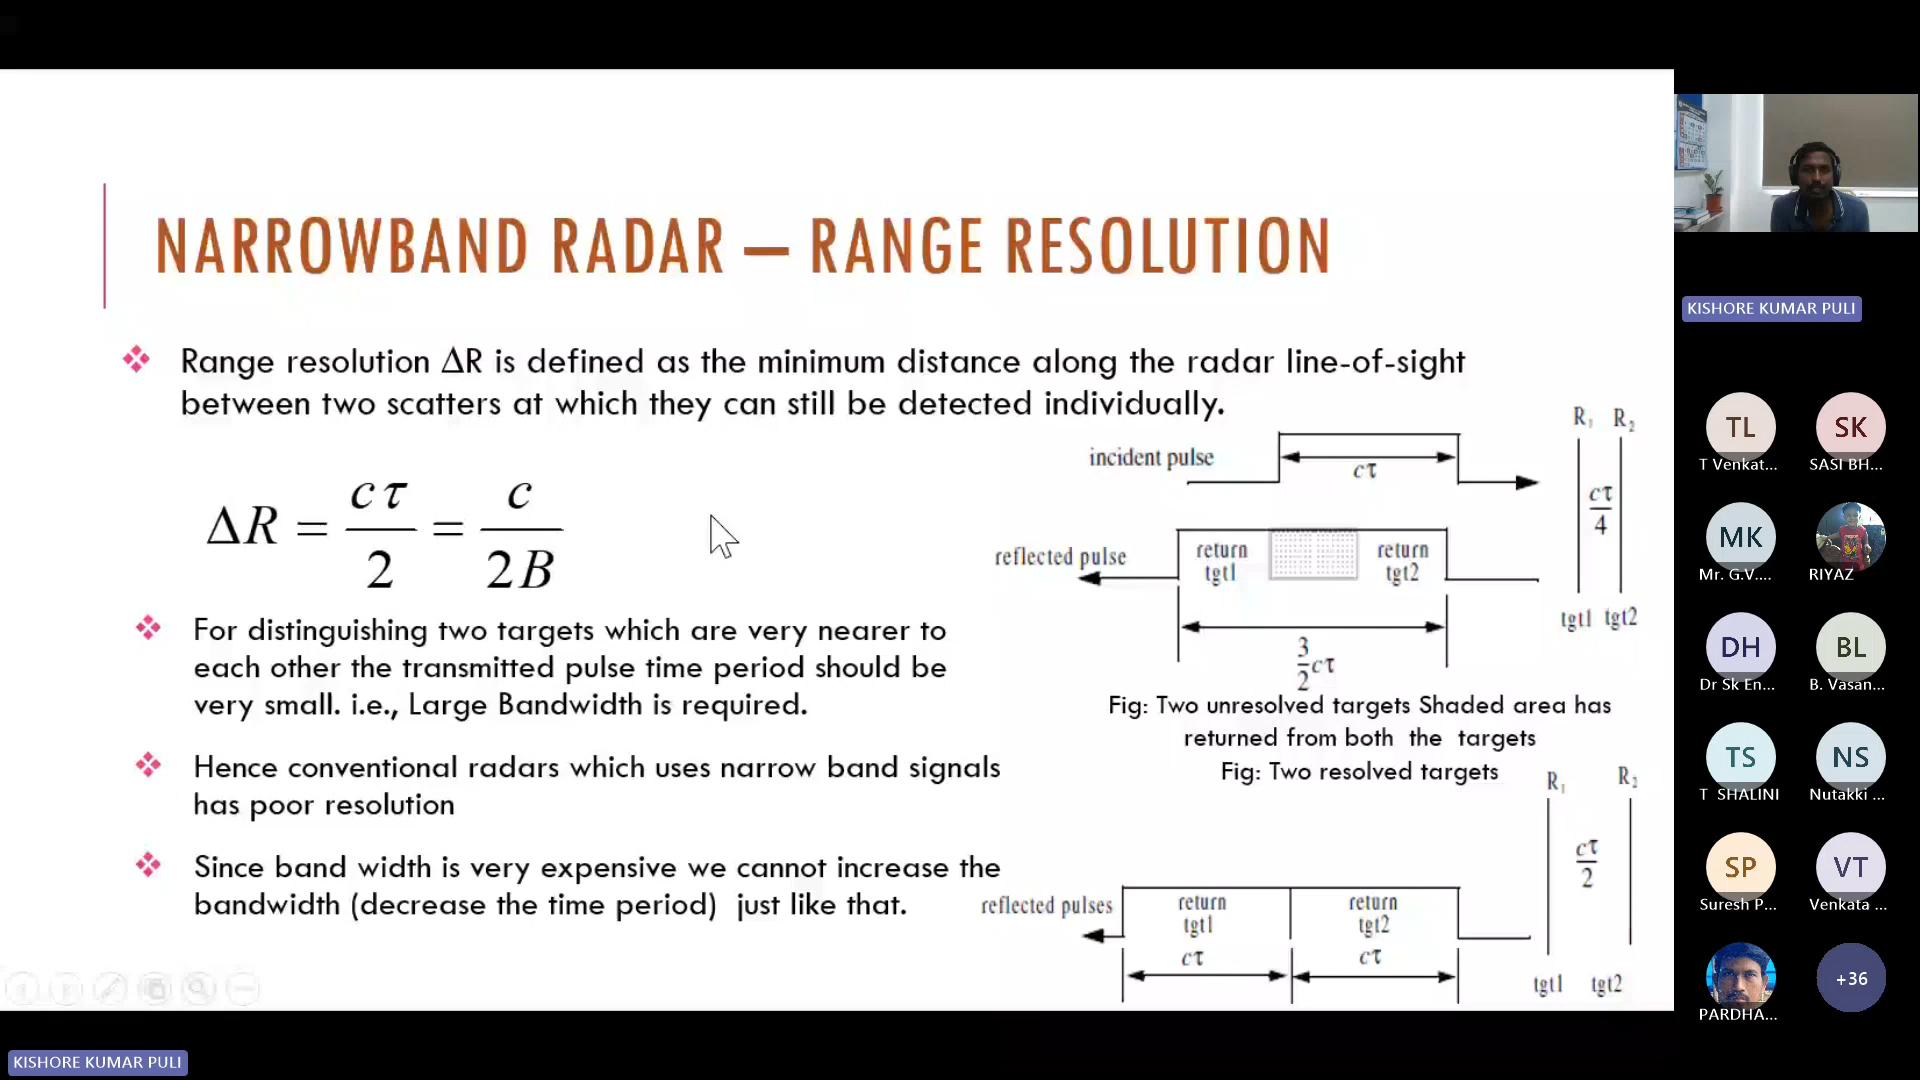 NARROWBAND RADAR – RANGE RESOLUTION
Range resolution ΔR is defined as the minimum distance along the radar line-of-sight
between two scatters at which they can still be detected individually.
ΔR = cτ/2 = c/2B
For distinguishing two targets which are very nearer to
each other the transmitted pulse time period should be
very small. i.e., Large Bandwidth is required.
Hence conventional radars which uses narrow band signals
has poor resolution
Since band width is very expensive we cannot increase the
bandwidth (decrease the time period) just like that.
incident pulse
cτ
R1 R2
cτ/4
reflected pulse
return
tgt1
return
tgt2
tgt1 tgt2
3/2 cτ
Fig: Two unresolved targets Shaded area has
returned from both the targets
Fig: Two resolved targets
R1 R2
cτ/2
reflected pulses
return
tgt1
return
tgt2
cτ
cτ
tgt1 tgt2
KISHORE KUMAR PULI
TL
T Venkat...
SK
SASI BH...
MK
Mr. G.V....
RIYAZ
DH
Dr Sk En...
BL
B. Vasan...
TS
T SHALINI
NS
Nutakki ...
SP
Suresh P...
VT
Venkata ...
PARDHA...
+36
KISHORE KUMAR PULI